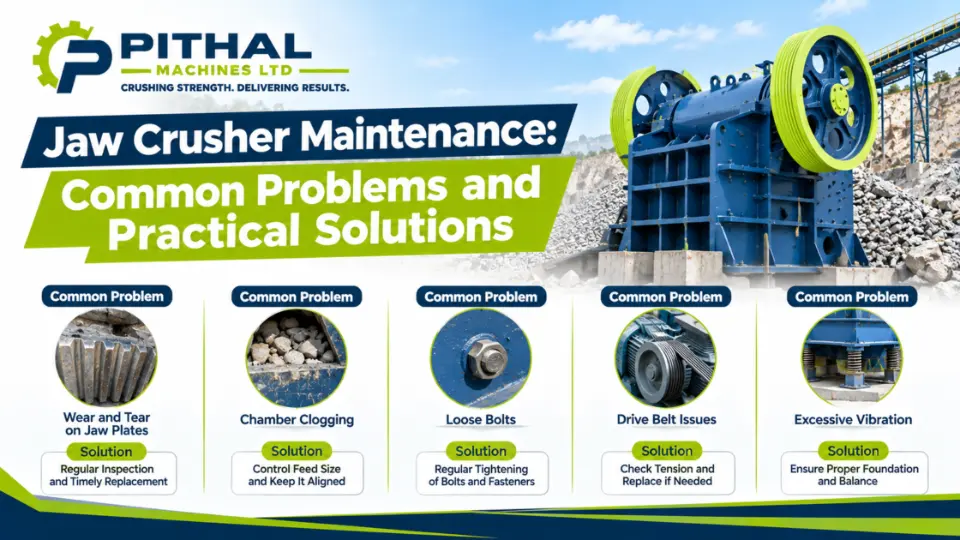 PITHAL
MACHINES LTD
CRUSHING STRENGTH. DELIVERING RESULTS.
Jaw Crusher Maintenance:
Common Problems and
Practical Solutions
Common Problem
Wear and Tear
on Jaw Plates
Solution
Regular Inspection
and Timely Replacement
Common Problem
Chamber Clogging
Solution
Control Feed Size
and Keep It Aligned
Common Problem
Loose Bolts
Solution
Regular Tightening
of Bolts and Fasteners
Common Problem
Drive Belt Issues
Solution
Check Tension and
Replace if Needed
Common Problem
Excessive Vibration
Solution
Ensure Proper Foundation
and Balance